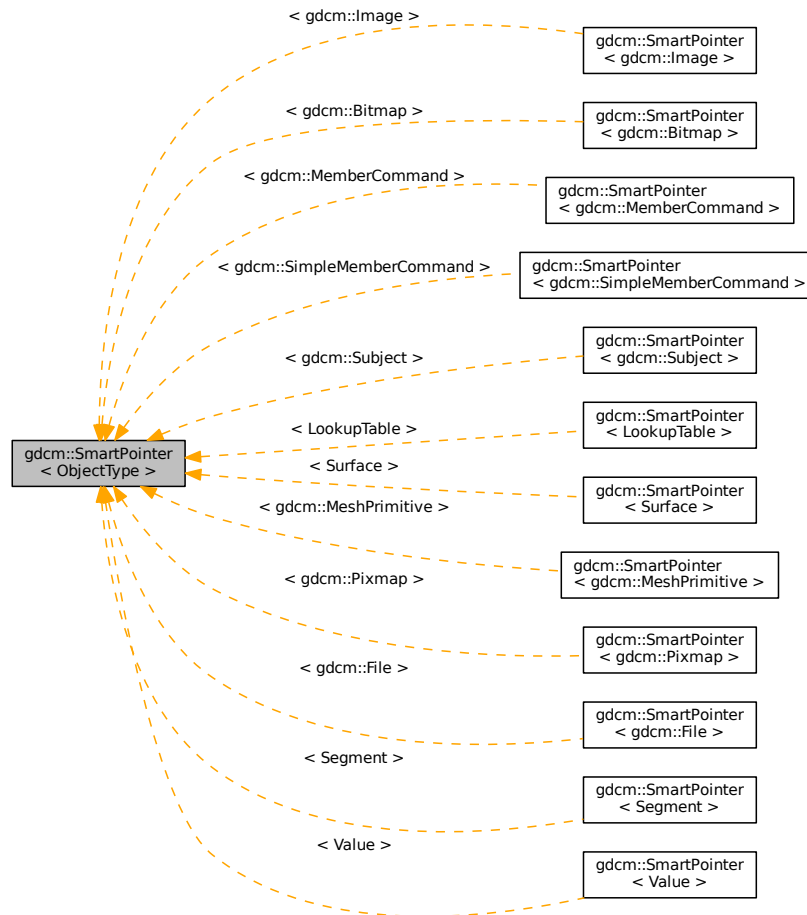 < gdcm::Image >
gdcm::SmartPointer
< gdcm::Image >
< gdcm::Bitmap >
gdcm::SmartPointer
< gdcm::Bitmap >
< gdcm::MemberCommand >
gdcm::SmartPointer
< gdcm::MemberCommand >
< gdcm::SimpleMemberCommand >
gdcm::SmartPointer
< gdcm::SimpleMemberCommand >
< gdcm::Subject >
gdcm::SmartPointer
< gdcm::Subject >
< LookupTable >
gdcm::SmartPointer
< LookupTable >
gdcm::SmartPointer
< ObjectType >
< Surface >
gdcm::SmartPointer
< Surface >
< gdcm::MeshPrimitive >
gdcm::SmartPointer
< gdcm::MeshPrimitive >
< gdcm::Pixmap >
gdcm::SmartPointer
< gdcm::Pixmap >
< gdcm::File >
gdcm::SmartPointer
< gdcm::File >
< Segment >
gdcm::SmartPointer
< Segment >
< Value >
gdcm::SmartPointer
< Value >